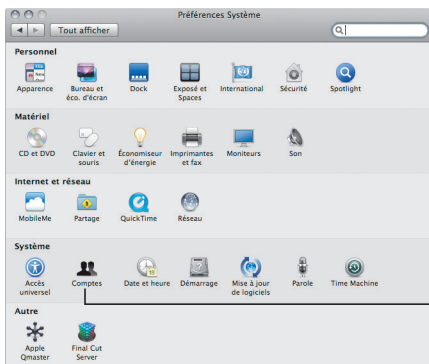 Préférences Système
Tout afficher
Personnel
Apparence
Bureau et
éco. d'écran
Dock
Exposé et
Spaces
International
Sécurité
Spotlight
Matériel
CD et DVD
Clavier et
souris
Économiseur
d'énergie
Imprimantes
et fax
Moniteurs
Son
Internet et réseau
MobileMe
Partage
QuickTime
Réseau
Système
Accès
universel
Comptes
Date et heure
Démarrage
Mise à jour
de logiciels
Parole
Time Machine
Autre
Apple
Qmaster
Final Cut
Server